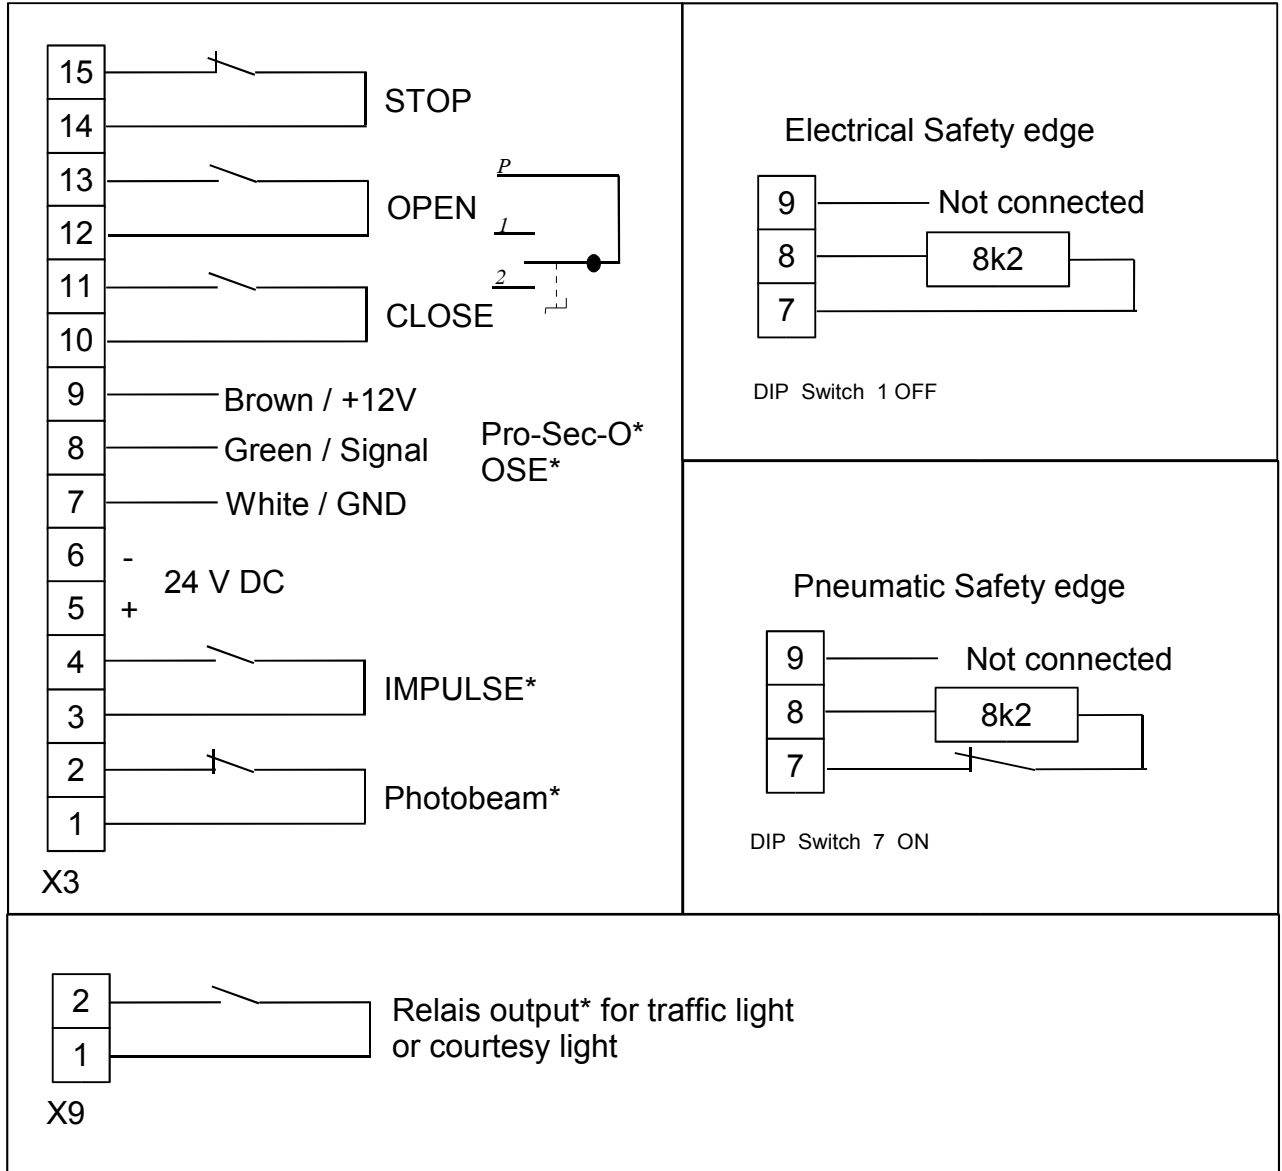 15
14
STOP
13
12
OPEN
P
1
2
11
10
CLOSE
9
Brown / +12V
8
Green / Signal
7
White / GND
Pro-Sec-O*
OSE*
6
-
5
+
24 V DC
4
3
IMPULSE*
2
1
Photobeam*
X3
Electrical Safety edge
9
Not connected
8
8k2
7
DIP Switch 1 OFF
Pneumatic Safety edge
9
Not connected
8
8k2
7
DIP Switch 7 ON
2
1
Relais output* for traffic light
or courtesy light
X9